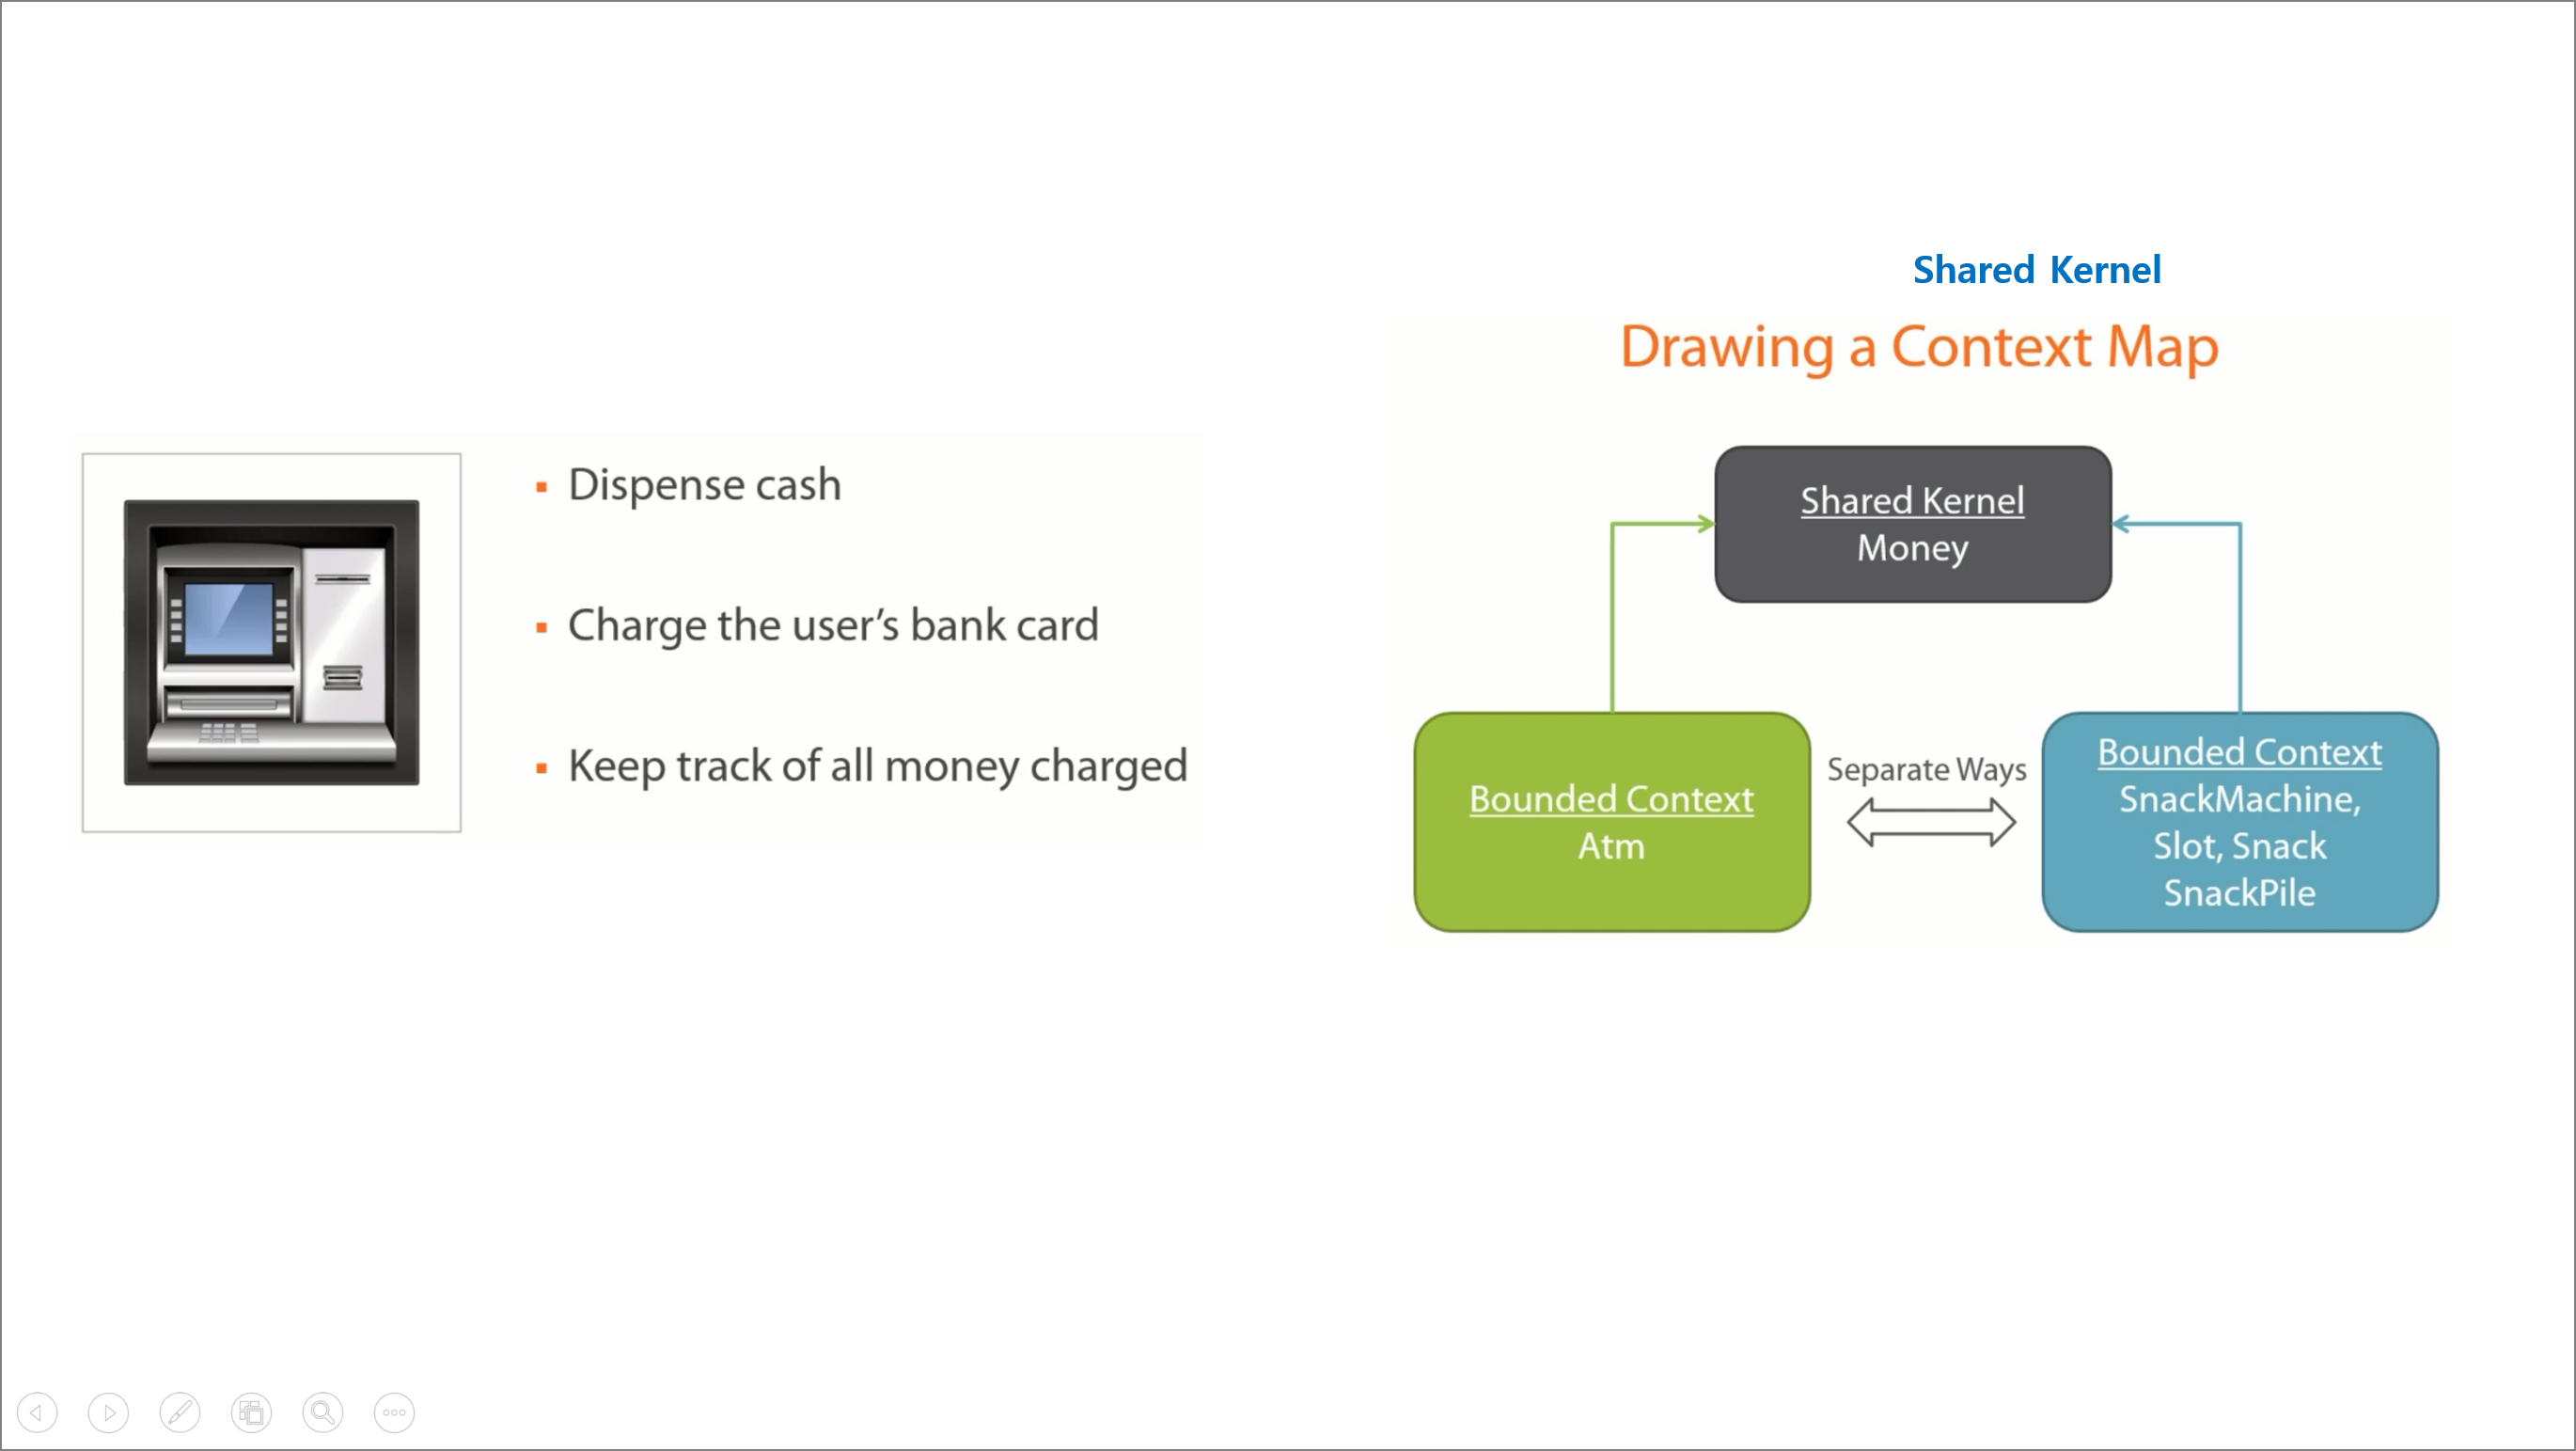 Dispense cash
Charge the user's bank card
Keep track of all money charged
Shared Kernel
Drawing a Context Map
Shared Kernel
Money
Bounded Context
Atm
Separate Ways
Bounded Context
SnackMachine,
Slot, Snack
SnackPile